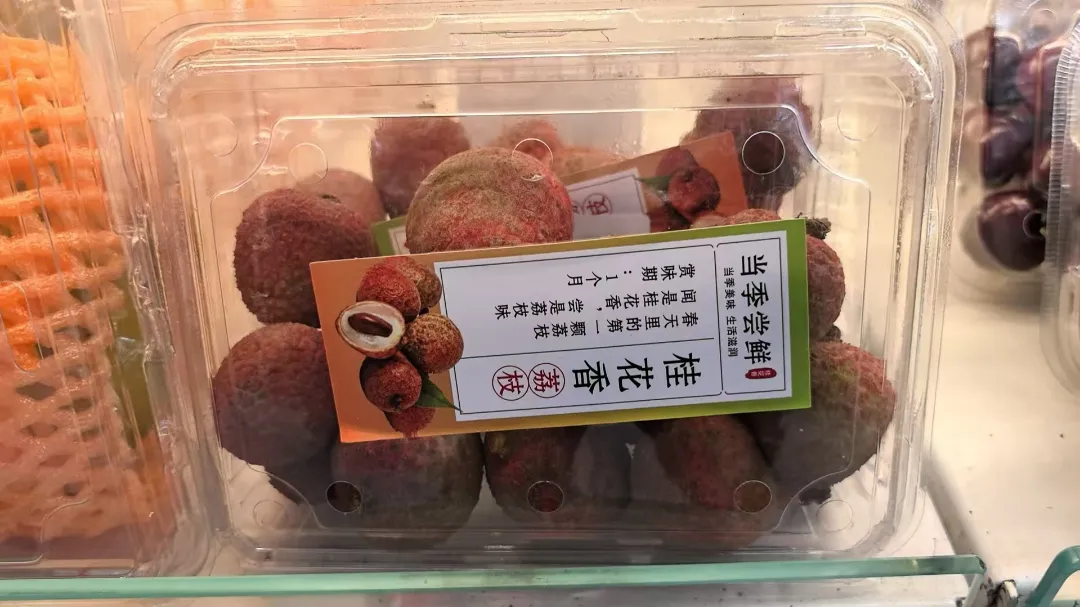 当季尝鲜
当季美味 生活滋润
桂花香
荔枝
春天里的第一颗荔枝
闻是桂花香，尝是荔枝味
赏味期：1个月